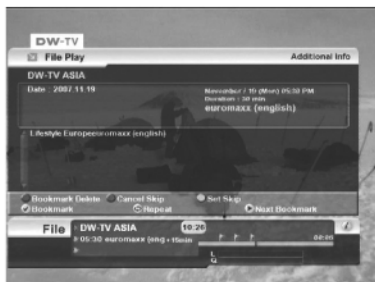 DW-TV
File Play Additional Info
DW-TV ASIA
Date : 2007.11.19
November / 19 (Mon) 05:30 PM
Duration : 30 min
euromaxx (english)
Lifestyle Europeeuromaxx (english)
Bookmark Delete Cancel Skip Set Skip
Bookmark Repeat Next Bookmark
File DW-TV ASIA 10:26
05:30 euromaxx (eng +15min